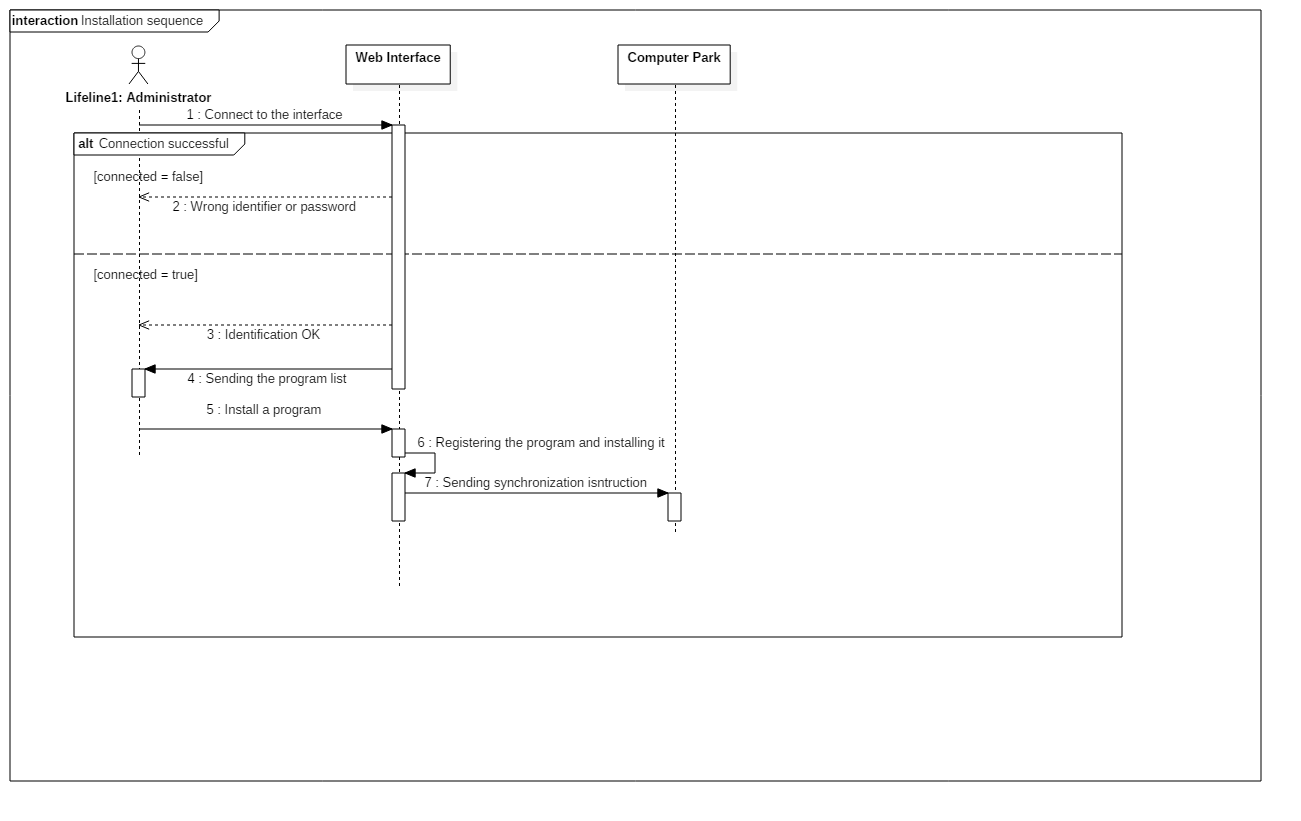 interaction Installation sequence
Web Interface
Computer Park
Lifeline1: Administrator
1 : Connect to the interface
alt Connection successful
[connected = false]
2 : Wrong identifier or password
[connected = true]
3 : Identification OK
4 : Sending the program list
5 : Install a program
6 : Registering the program and installing it
7 : Sending synchronization isntruction